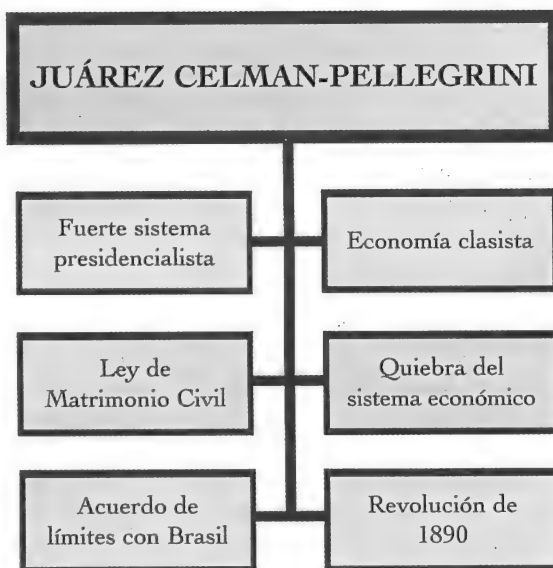 JUÁREZ CELMAN-PELLEGRINI
Fuerte sistema
presidencialista
Economía clasista
Ley de
Matrimonio Civil
Quiebra del
sistema económico
Acuerdo de
límites con Brasil
Revolución de
1890